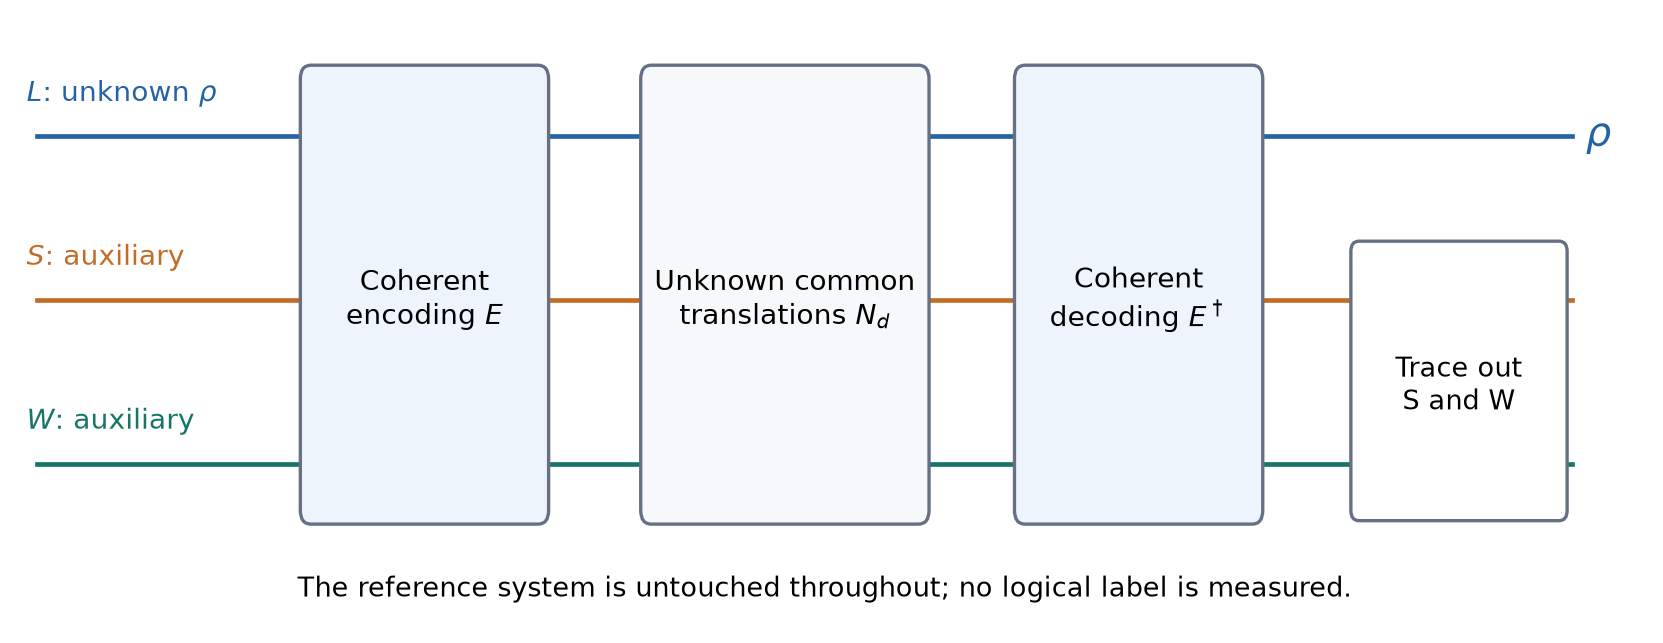 L: unknown ρ
ρ
S: auxiliary
W: auxiliary
Coherent
encoding E
Unknown common
translations N_d
Coherent
decoding E†
Trace out
S and W
The reference system is untouched throughout; no logical label is measured.